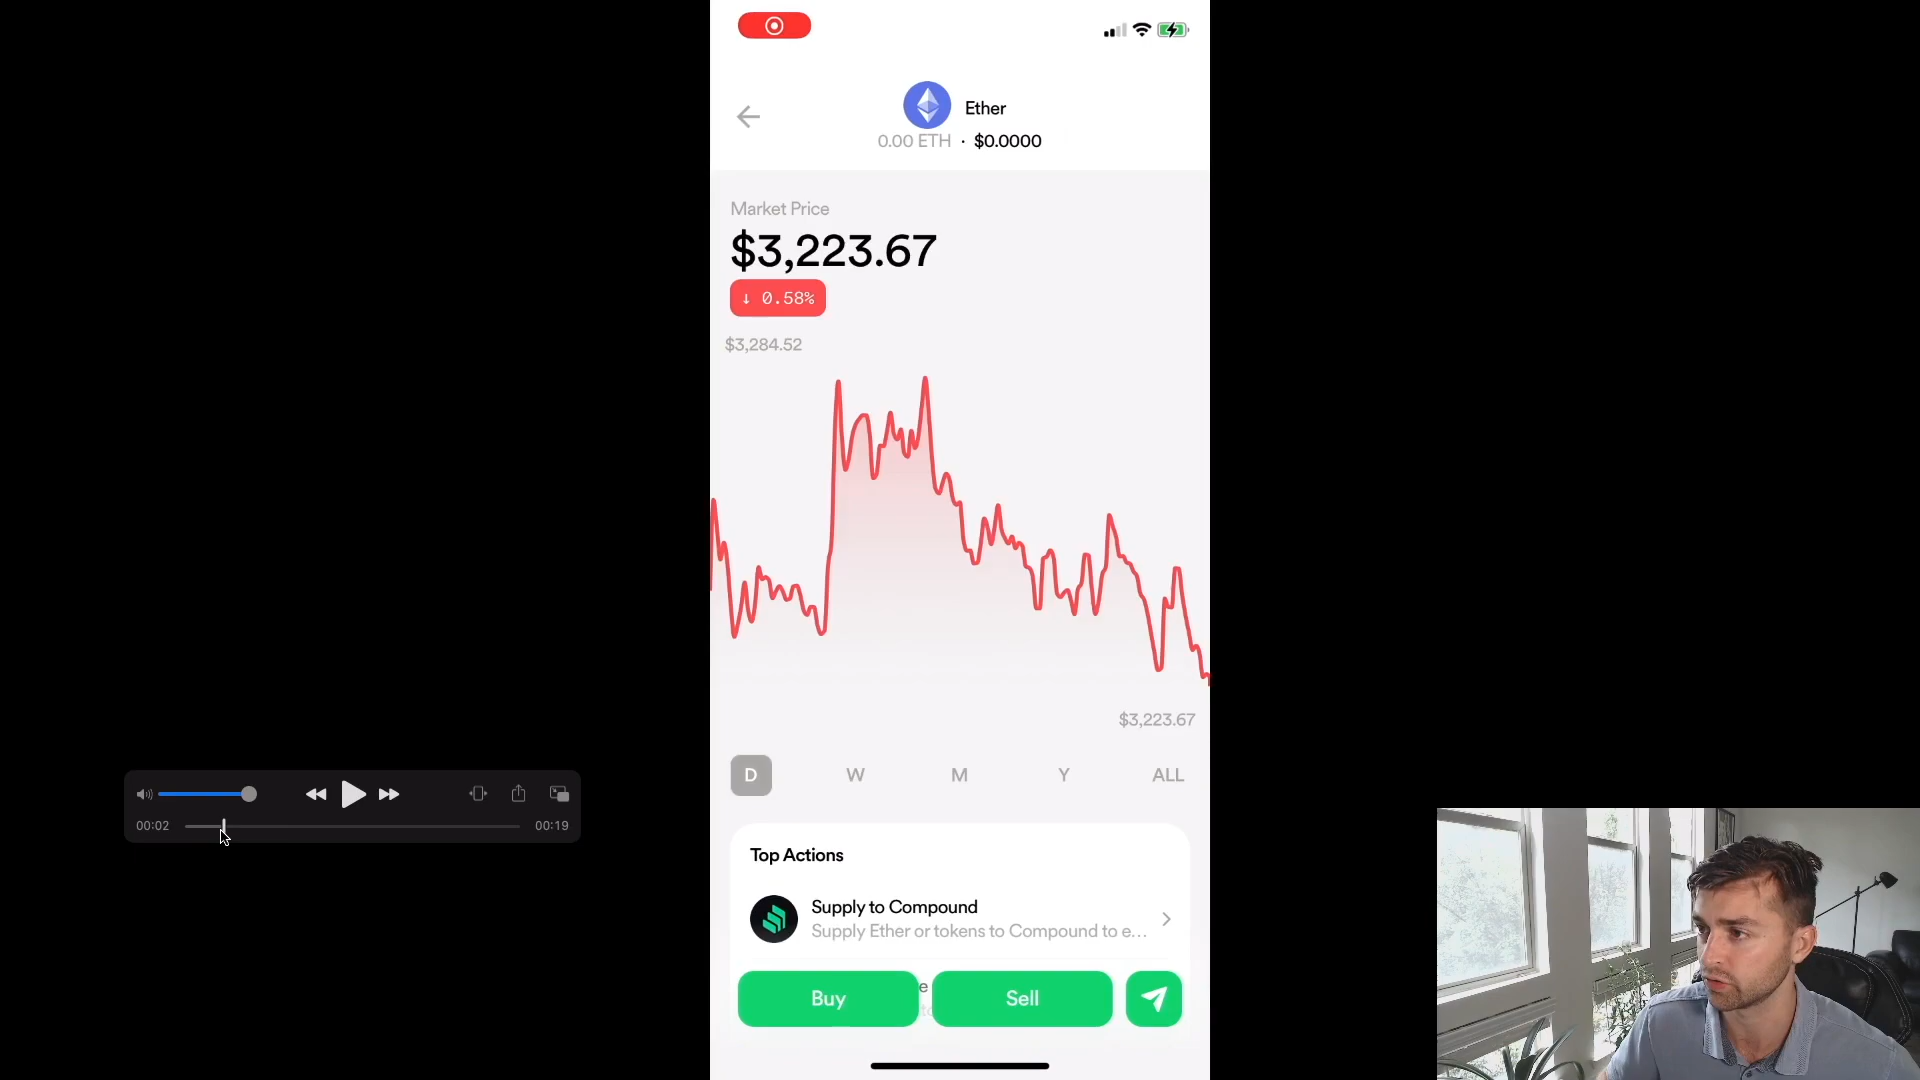 Ether
0.00 ETH · $0.0000
Market Price
$3,223.67
↓ 0.58%
$3,284.52
$3,223.67
D W M Y ALL
Top Actions
Supply to Compound
Supply Ether or tokens to Compound to e...
Buy Sell
00:02 00:19